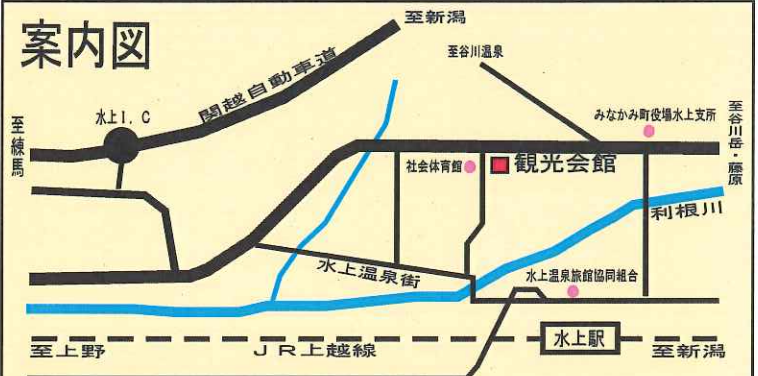 案内図
至新潟
至谷川温泉
関越自動車道
水上I．C
至練馬
みなかみ町役場水上支所
至谷川岳・藤原
社会体育館
観光会館
利根川
水上温泉街
水上温泉旅館協同組合
水上駅
至上野
JR上越線
至新潟